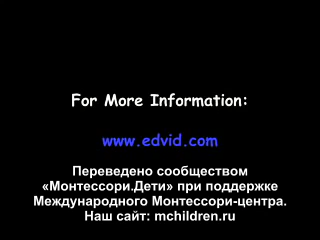 For More Information:
www.edvid.com
Переведено сообществом
«Монтессори.Дети» при поддержке
Международного Монтессори-центра.
Наш сайт: mchildren.ru